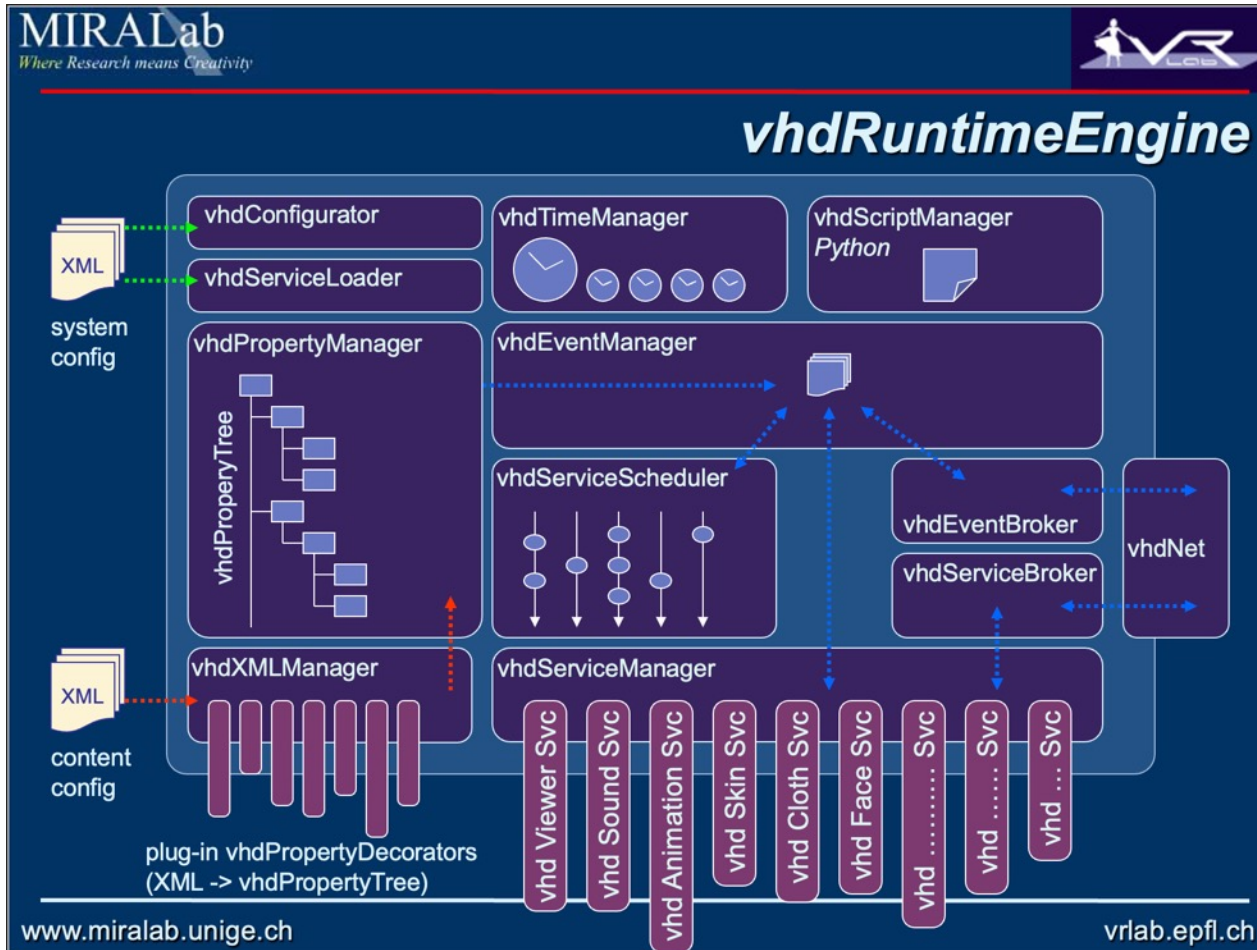 MIRALab
Where Research means Creativity
VR
Lab
vhdRuntimeEngine
vhdConfigurator
vhdTimeManager
vhdScriptManager
Python
XML
vhdServiceLoader
system
config
vhdPropertyManager
vhdEventManager
vhdProperyTree
vhdServiceScheduler
vhdEventBroker
vhdNet
vhdServiceBroker
vhdXMLManager
vhdServiceManager
XML
content
config
vhd Viewer Svc
vhd Sound Svc
vhd Animation Svc
vhd Skin Svc
vhd Cloth Svc
vhd Face Svc
vhd .......... Svc
vhd ....... Svc
vhd ... Svc
plug-in vhdPropertyDecorators
(XML -> vhdPropertyTree)
www.miralab.unige.ch
vrlab.epfl.ch